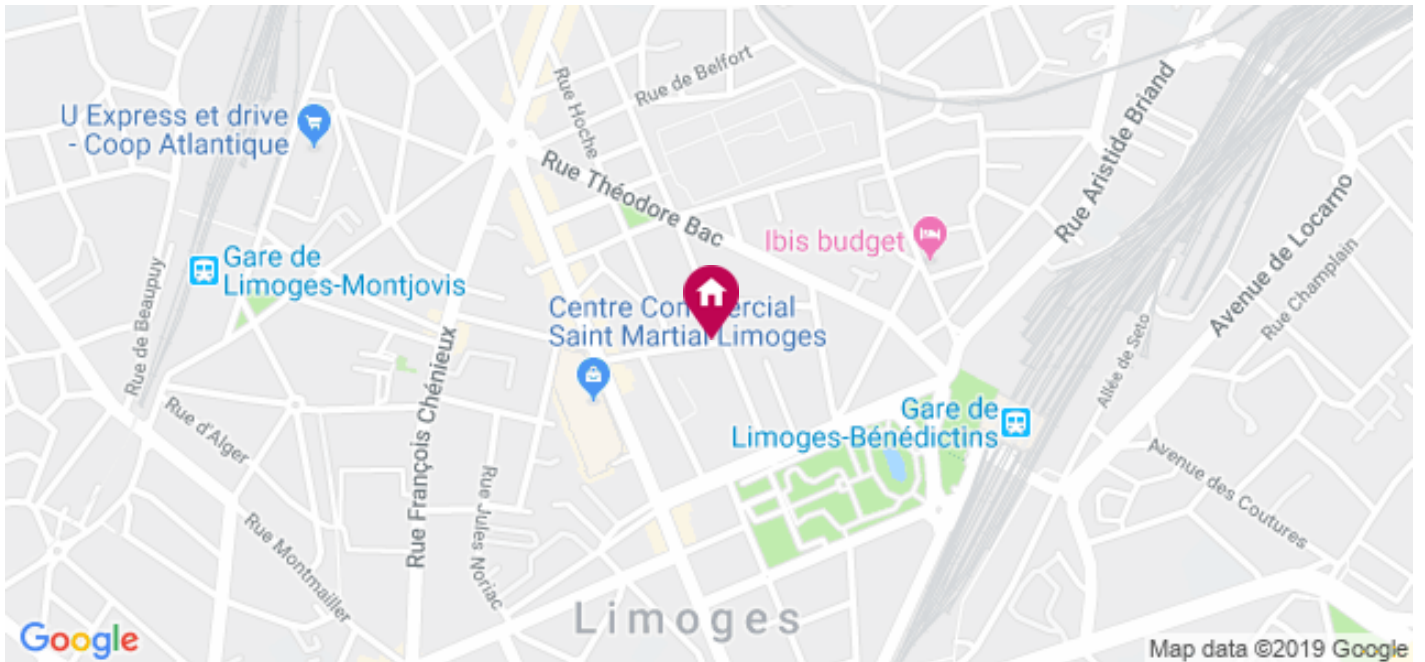 Rue de Belfort
Rue Hoche
U Express et drive
- Coop Atlantique
Rue Théodore Bac
Rue Aristide Briand
Avenue de Locarno
Rue Champlain
Ibis budget
Gare de
Limoges-Montjovis
Rue de Beaupuy
Centre Commercial
Saint Martial Limoges
Rue François Chénieux
Allée de Seto
Gare de
Limoges-Bénédictins
Rue d'Alger
Rue Jules Noriac
Avenue des Coutures
Rue Montmailler
Limoges
Google
Map data ©2019 Google